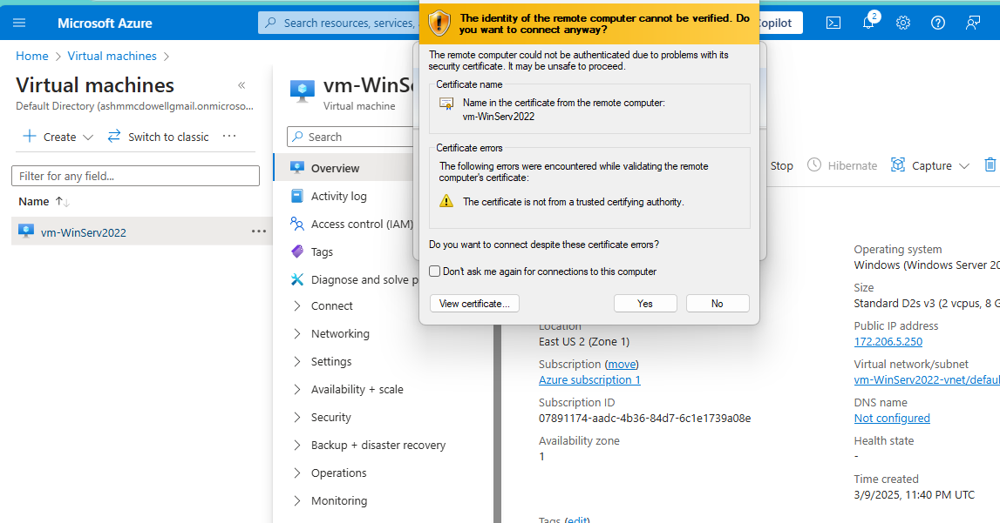 Microsoft Azure
Search resources, services,
opilot
2
Home > Virtual machines >
Virtual machines
Default Directory (ashmmcdowellgmail.onmicroso...
Create
Switch to classic
Filter for any field...
Name
vm-WinServ2022
vm-WinSe
Virtual machine
Search
Overview
Activity log
Access control (IAM)
Tags
Diagnose and solve p
Connect
Networking
Settings
Availability + scale
Security
Backup + disaster recovery
Operations
Monitoring
The identity of the remote computer cannot be verified. Do
you want to connect anyway?
The remote computer could not be authenticated due to problems with its
security certificate. It may be unsafe to proceed.
Certificate name
Name in the certificate from the remote computer:
vm-WinServ2022
Certificate errors
The following errors were encountered while validating the remote
computer's certificate:
The certificate is not from a trusted certifying authority.
Do you want to connect despite these certificate errors?
Don't ask me again for connections to this computer
View certificate...
Yes
No
Stop
Hibernate
Capture
Location
East US 2 (Zone 1)
Subscription (move)
Azure subscription 1
Subscription ID
07891174-aadc-4b36-84d7-6c1e1739a08e
Availability zone
1
Tags (edit)
Operating system
Windows (Windows Server 20
Size
Standard D2s v3 (2 vcpus, 8 G
Public IP address
172.206.5.250
Virtual network/subnet
vm-WinServ2022-vnet/defaul
DNS name
Not configured
Health state
-
Time created
3/9/2025, 11:40 PM UTC